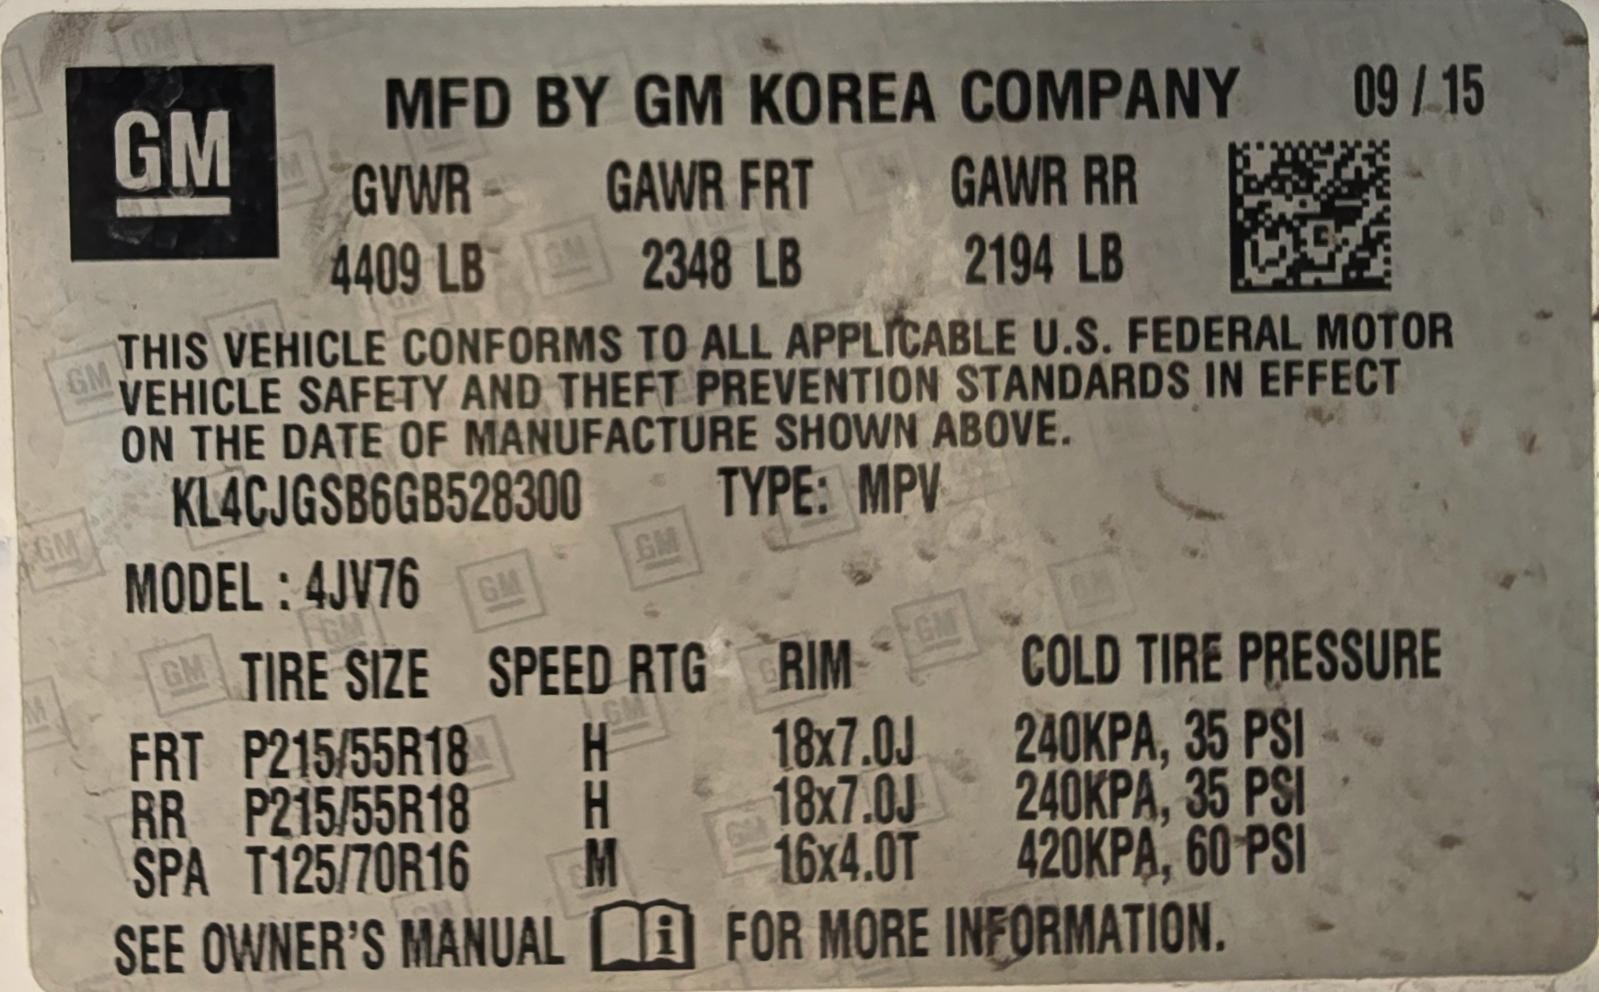 GM
MFD BY GM KOREA COMPANY 09 / 15
GVWR GAWR FRT GAWR RR
4409 LB 2348 LB 2194 LB
THIS VEHICLE CONFORMS TO ALL APPLICABLE U.S. FEDERAL MOTOR
VEHICLE SAFETY AND THEFT PREVENTION STANDARDS IN EFFECT
ON THE DATE OF MANUFACTURE SHOWN ABOVE.
KL4CJGSB6GB528300 TYPE: MPV
MODEL : 4JV76
TIRE SIZE SPEED RTG RIM COLD TIRE PRESSURE
FRT P215/55R18 H 18x7.0J 240KPA, 35 PSI
RR P215/55R18 H 18x7.0J 240KPA, 35 PSI
SPA T125/70R16 M 16x4.0T 420KPA, 60 PSI
SEE OWNER'S MANUAL i FOR MORE INFORMATION.